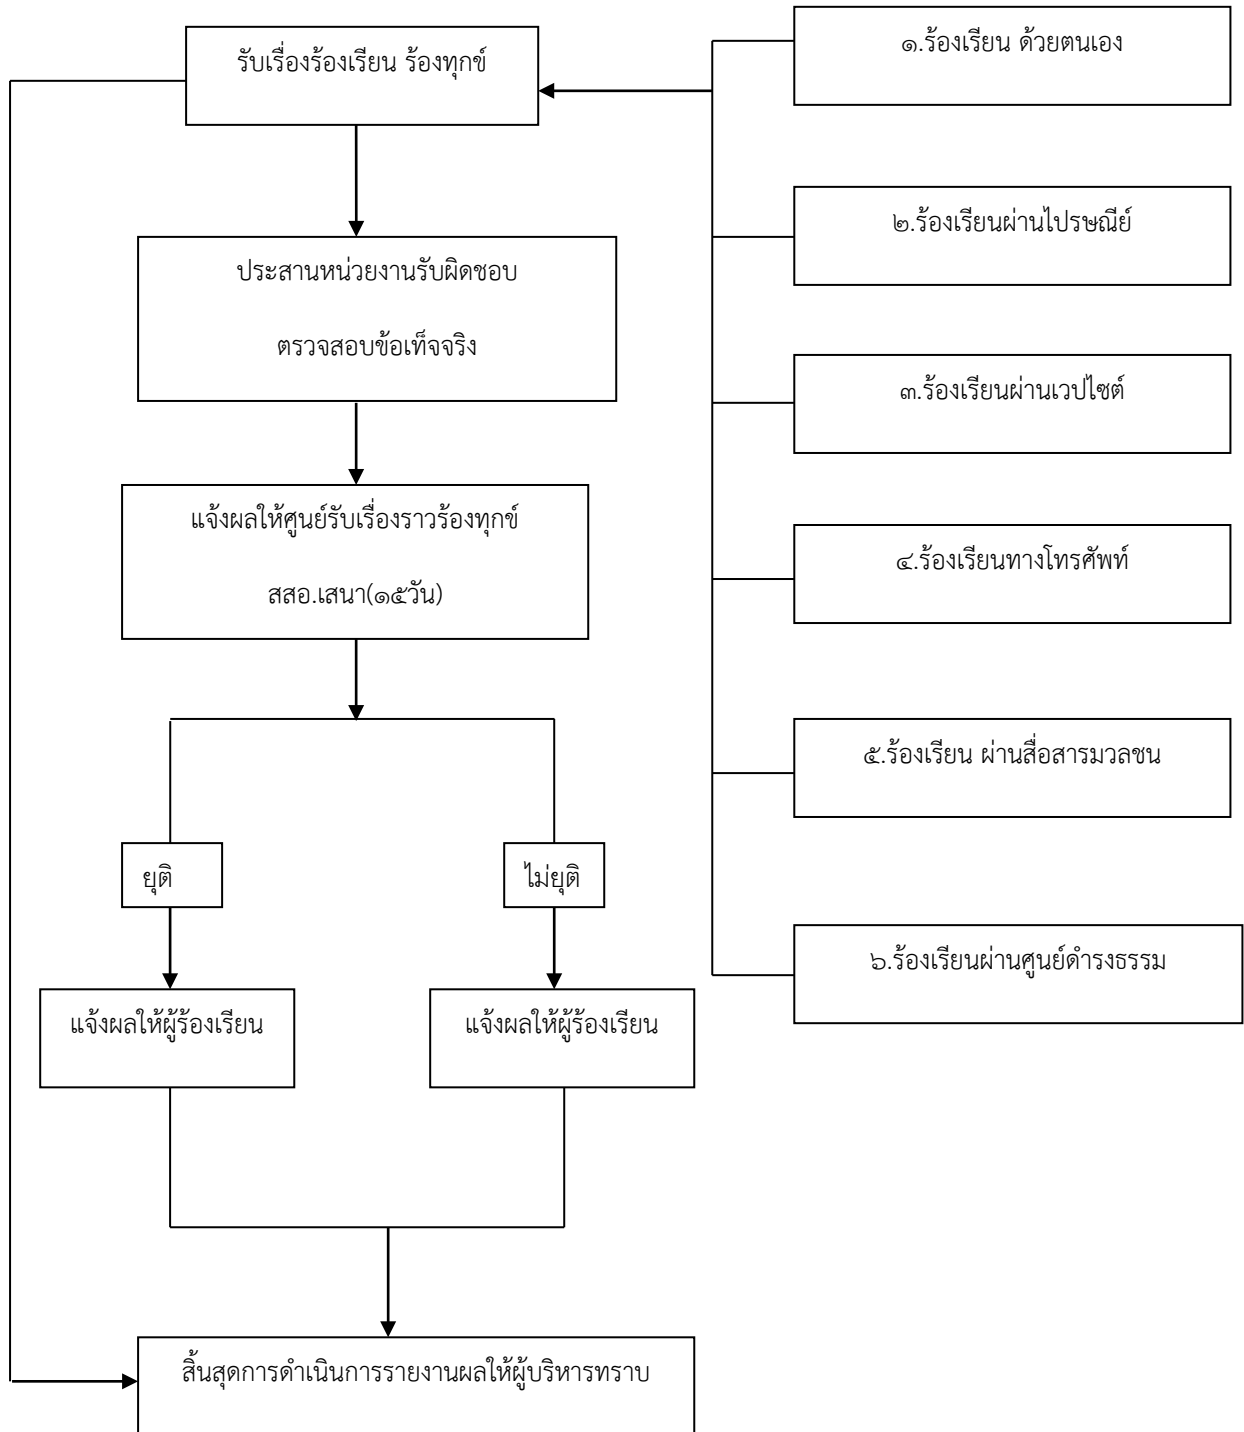 รับเรื่องร้องเรียน ร้องทุกข์
๑.ร้องเรียน ด้วยตนเอง
๒.ร้องเรียนผ่านไปรษณีย์
ประสานหน่วยงานรับผิดชอบ
ตรวจสอบข้อเท็จจริง
๓.ร้องเรียนผ่านเวปไซต์
แจ้งผลให้ศูนย์รับเรื่องราวร้องทุกข์
สสอ.เสนา(๑๕วัน)
๔.ร้องเรียนทางโทรศัพท์
๕.ร้องเรียน ผ่านสื่อสารมวลชน
ยุติ
ไม่ยุติ
๖.ร้องเรียนผ่านศูนย์ดำรงธรรม
แจ้งผลให้ผู้ร้องเรียน
แจ้งผลให้ผู้ร้องเรียน
สิ้นสุดการดำเนินการรายงานผลให้ผู้บริหารทราบ